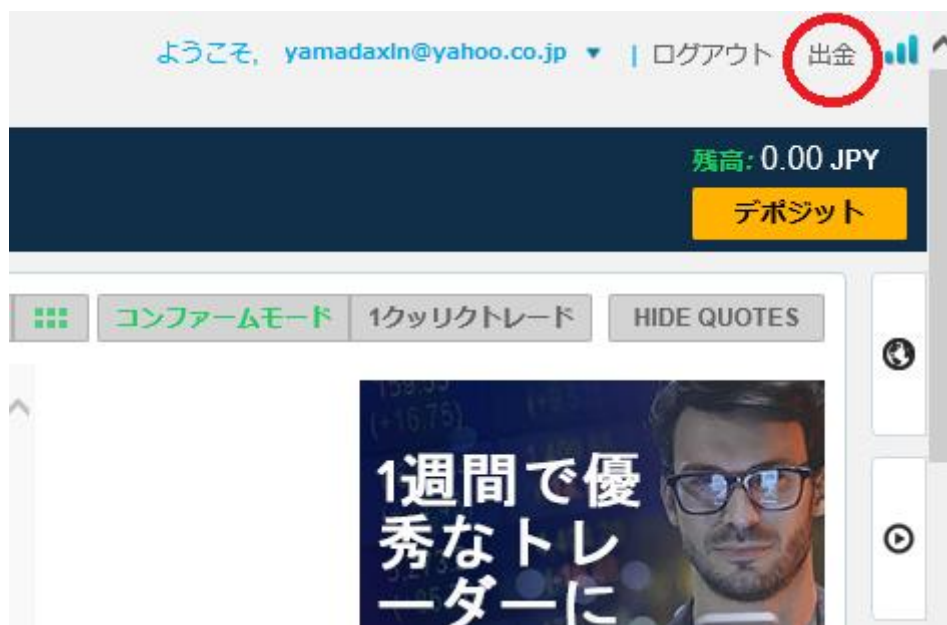 ようこそ, yamadaxln@yahoo.co.jp ▼ | ログアウト 出金
残高: 0.00 JPY
デポジット
コンファームモード 1クッリクトレード HIDE QUOTES
(+16.75)
1週間で優
秀なトレ
ーダーに